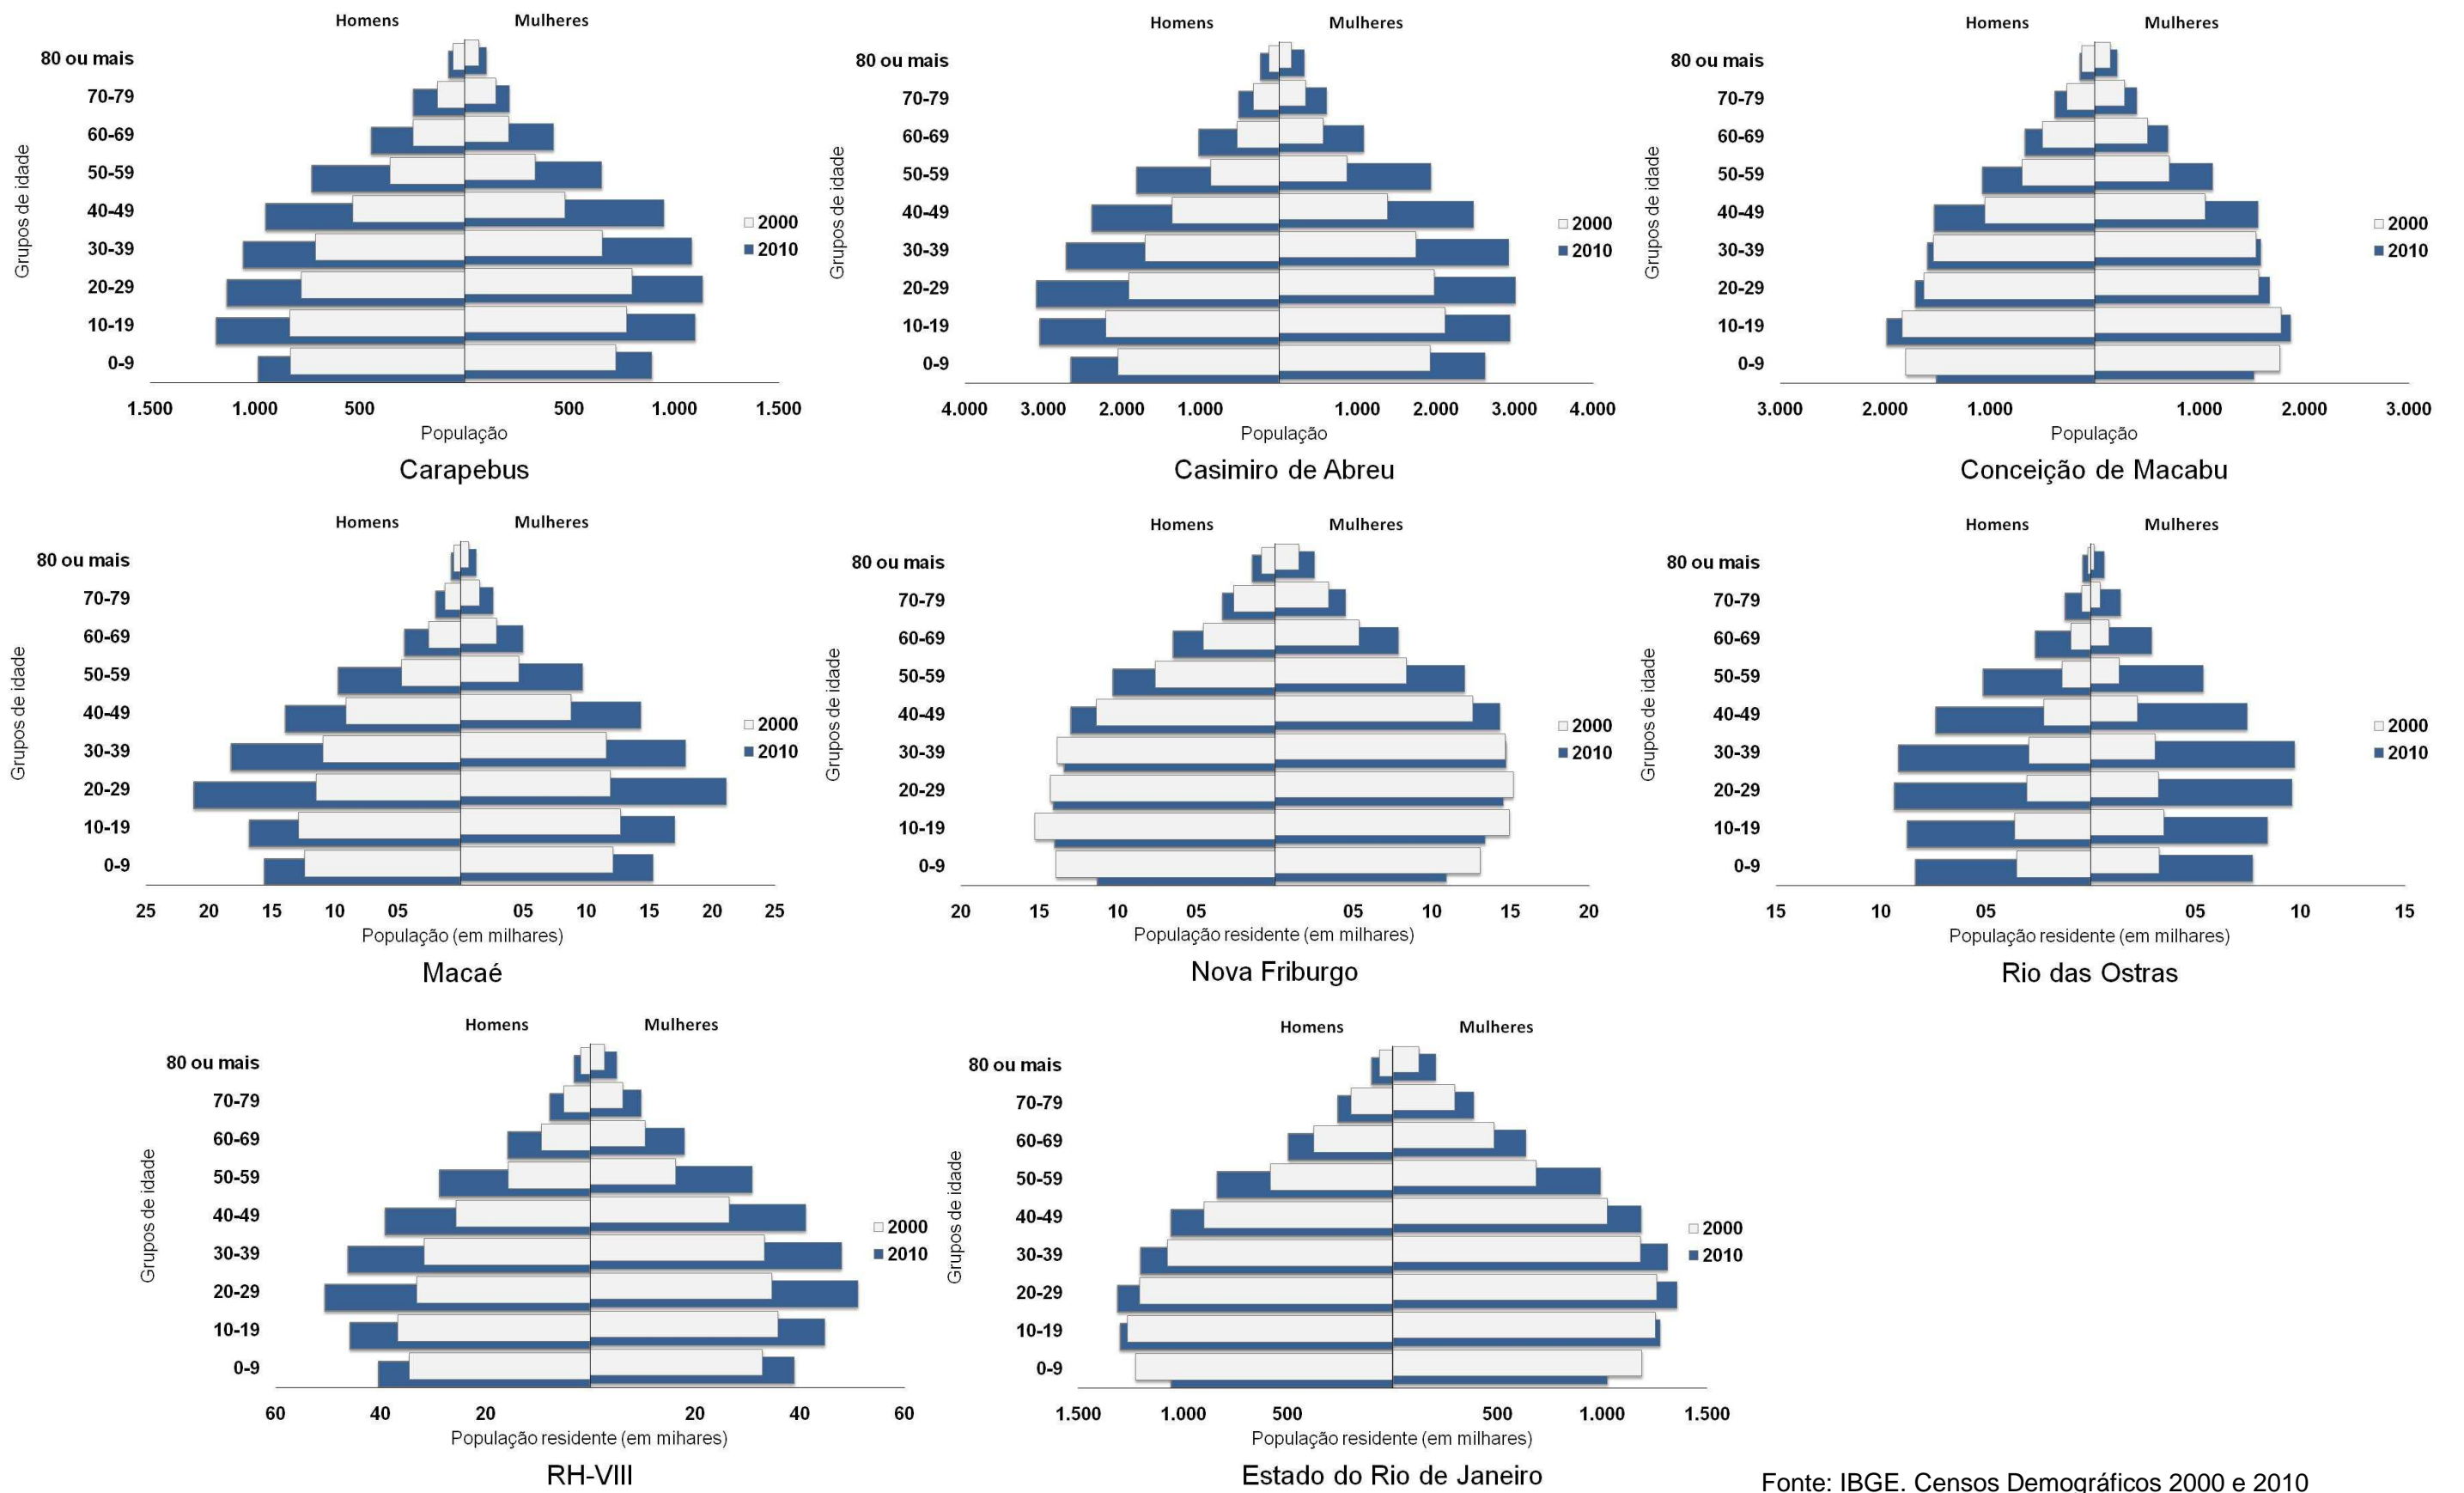 Homens Mulheres
80 ou mais
70-79
60-69
50-59
40-49
30-39
20-29
10-19
0-9
Grupos de idade
2000
2010
1.500 1.000 500 500 1.000 1.500
População
Carapebus
Homens Mulheres
80 ou mais
70-79
60-69
50-59
40-49
30-39
20-29
10-19
0-9
Grupos de idade
2000
2010
4.000 3.000 2.000 1.000 1.000 2.000 3.000 4.000
População
Casimiro de Abreu
Homens Mulheres
80 ou mais
70-79
60-69
50-59
40-49
30-39
20-29
10-19
0-9
Grupos de idade
2000
2010
3.000 2.000 1.000 1.000 2.000 3.000
População
Conceição de Macabu
Homens Mulheres
80 ou mais
70-79
60-69
50-59
40-49
30-39
20-29
10-19
0-9
Grupos de idade
2000
2010
25 20 15 10 05 05 10 15 20 25
População (em milhares)
Macaé
Homens Mulheres
80 ou mais
70-79
60-69
50-59
40-49
30-39
20-29
10-19
0-9
Grupos de idade
2000
2010
20 15 10 05 05 10 15 20
População residente (em milhares)
Nova Friburgo
Homens Mulheres
80 ou mais
70-79
60-69
50-59
40-49
30-39
20-29
10-19
0-9
Grupos de idade
2000
2010
15 10 05 05 10 15
População residente (em milhares)
Rio das Ostras
Homens Mulheres
80 ou mais
70-79
60-69
50-59
40-49
30-39
20-29
10-19
0-9
Grupos de idade
2000
2010
60 40 20 20 40 60
População residente (em mihares)
RH-VIII
Homens Mulheres
80 ou mais
70-79
60-69
50-59
40-49
30-39
20-29
10-19
0-9
Grupos de idade
2000
2010
1.500 1.000 500 500 1.000 1.500
População residente (em milhares)
Estado do Rio de Janeiro
Fonte: IBGE. Censos Demográficos 2000 e 2010